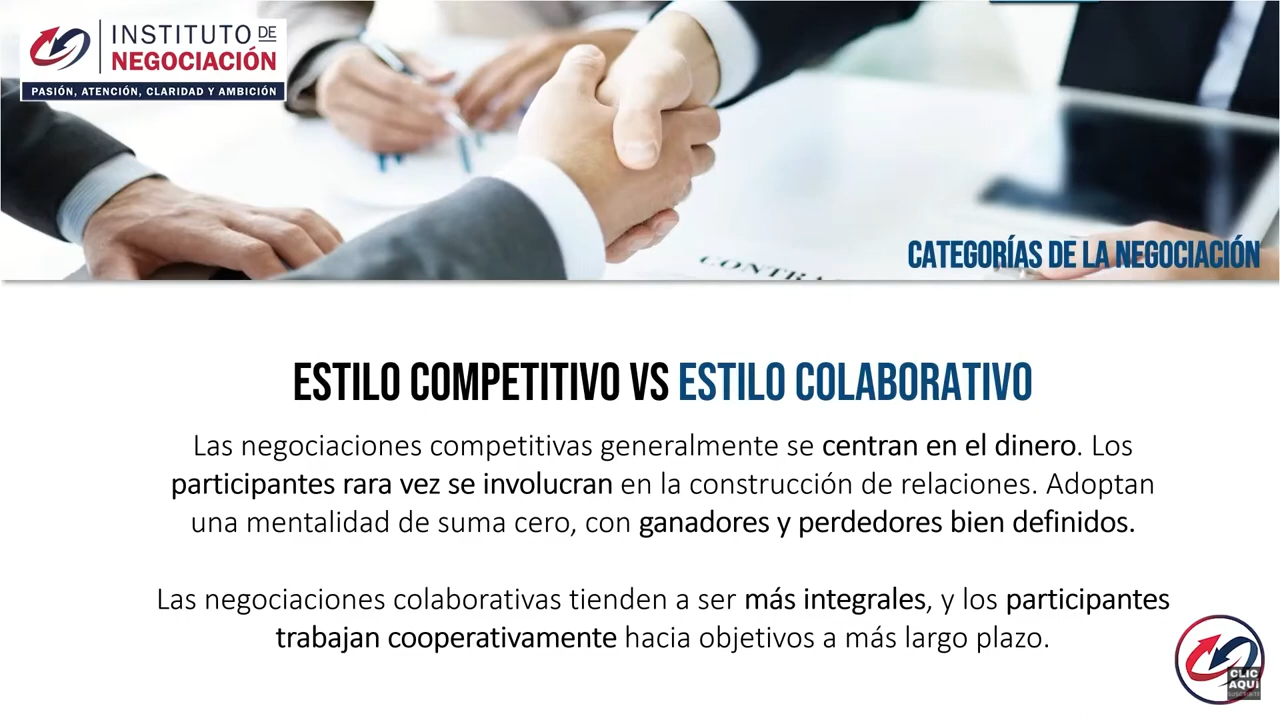 INSTITUTO DE
NEGOCIACIÓN
PASIÓN, ATENCIÓN, CLARIDAD Y AMBICIÓN
CATEGORÍAS DE LA NEGOCIACIÓN
ESTILO COMPETITIVO VS ESTILO COLABORATIVO
Las negociaciones competitivas generalmente se centran en el dinero. Los
participantes rara vez se involucran en la construcción de relaciones. Adoptan
una mentalidad de suma cero, con ganadores y perdedores bien definidos.
Las negociaciones colaborativas tienden a ser más integrales, y los participantes
trabajan cooperativamente hacia objetivos a más largo plazo.
CLIC
AQUÍ